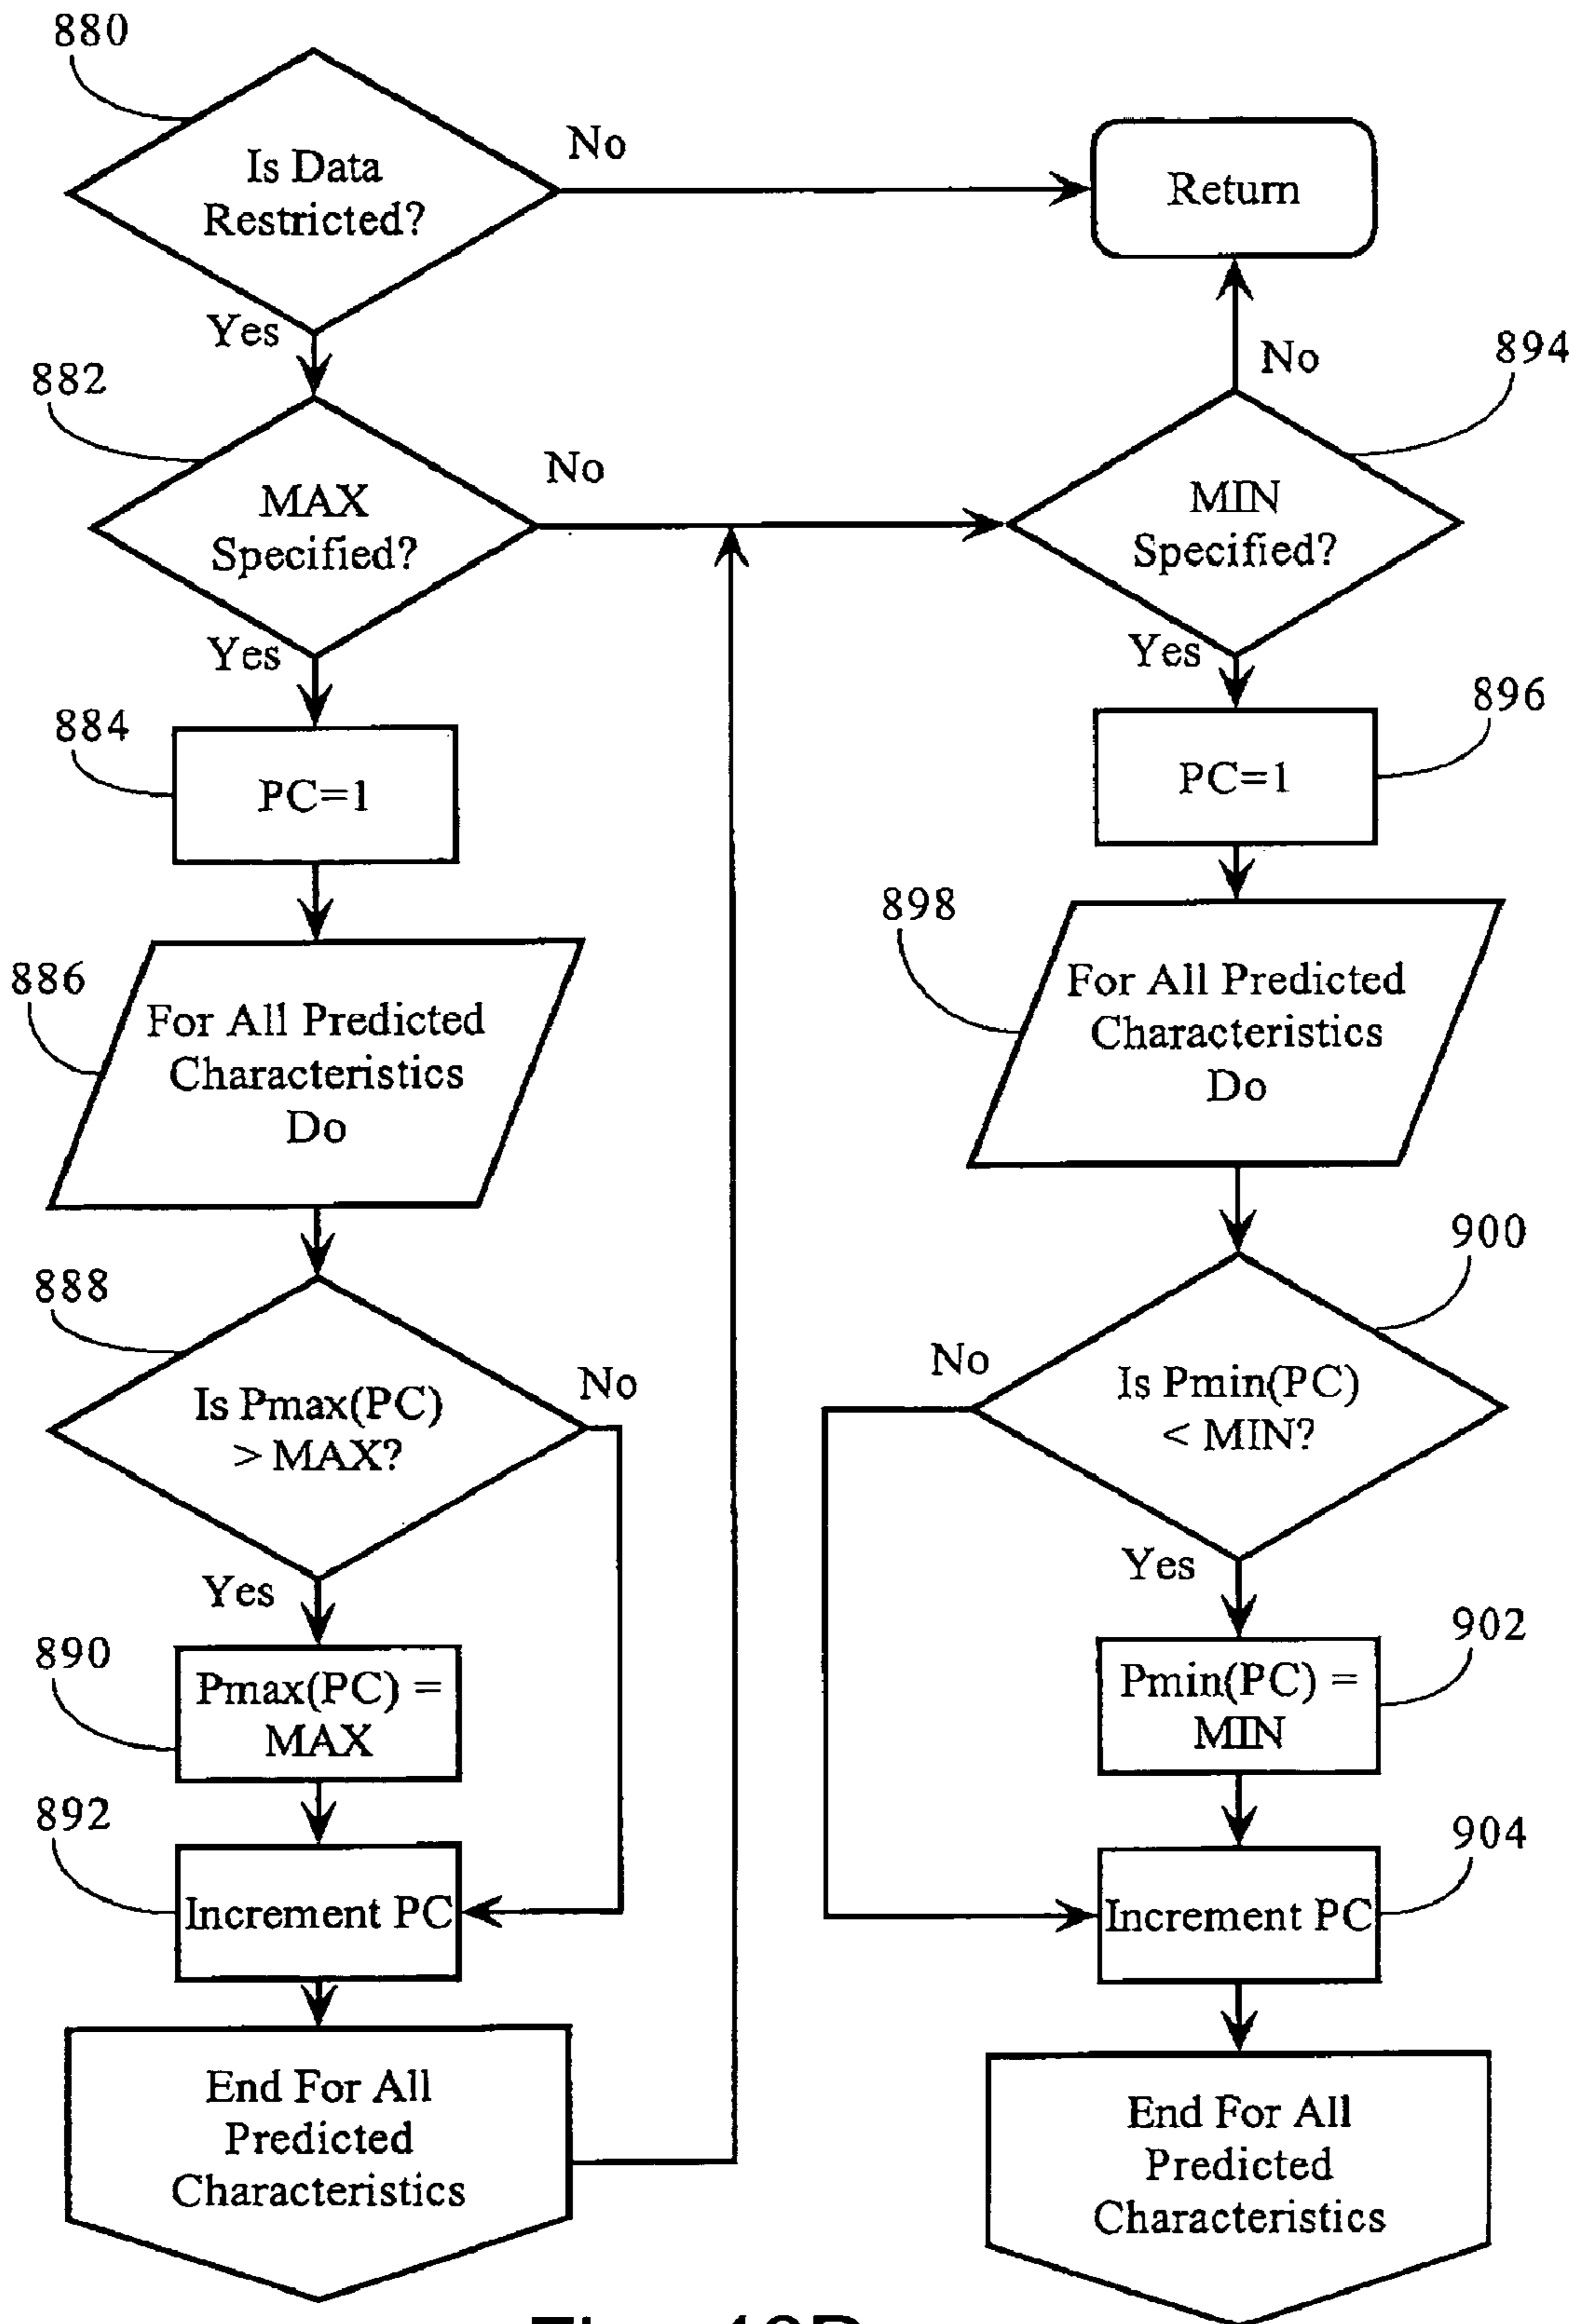 880
Is Data
Restricted?
No
Return
Yes
882
MAX
Specified?
No
894
No
MIN
Specified?
Yes
Yes
884
PC=1
896
PC=1
886
For All Predicted
Characteristics
Do
898
For All Predicted
Characteristics
Do
888
Is Pmax(PC)
> MAX?
No
Yes
900
No
Is Pmin(PC)
< MIN?
Yes
890
Pmax(PC) =
MAX
902
Pmin(PC) =
MIN
892
Increment PC
904
Increment PC
End For All
Predicted
Characteristics
End For All
Predicted
Characteristics